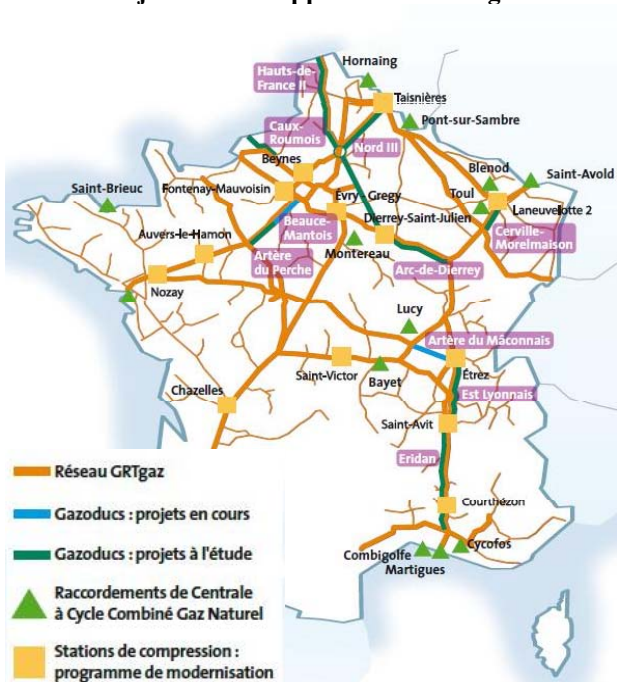 Hornaing
Hauts-de-
France II
Taisnières
Pont-sur-Sambre
Caux-
Roumois
Nord III
Beynes
Blenod
Saint-Avold
Saint-Brieuc
Fontenay-Mauvoisin
Toul
Évry-Gregy
Laneuvelotte 2
Beauce-
Mantois
Dierrey-Saint-Julien
Cerville-
Morelmaison
Auvers-le-Hamon
Montereau
Artère
du Perche
Arc-de-Dierrey
Nozay
Lucy
Artère du Mâconnais
Saint-Victor
Bayet
Étrez
Chazelles
Est Lyonnais
Saint-Avit
Eridan
Réseau GRTgaz
Courthézon
Gazoducs : projets en cours
Gazoducs : projets à l'étude
Cycofos
Combigolfe
Martigues
Raccordements de Centrale
à Cycle Combiné Gaz Naturel
Stations de compression :
programme de modernisation